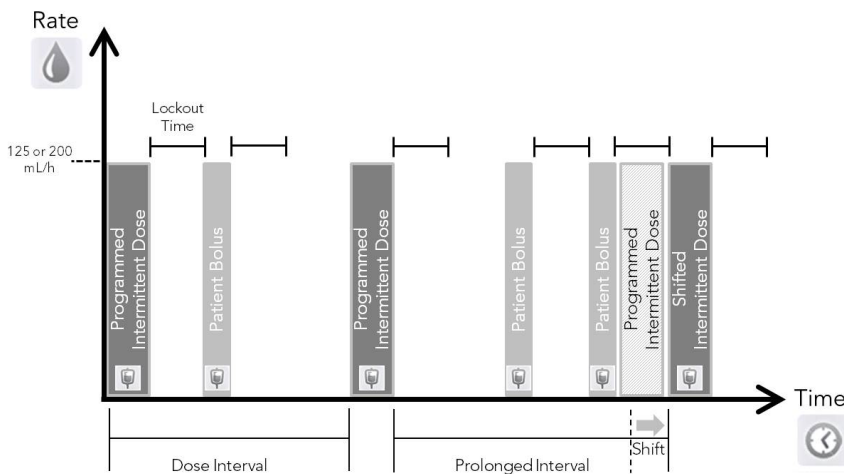 Rate
Lockout
Time
125 or 200
mL/h
Programmed
Intermittent Dose
Patient Bolus
Programmed
Intermittent Dose
Patient Bolus
Patient Bolus
Programmed
Intermittent Dose
Shifted
Intermittent Dose
Time
Shift
Dose Interval
Prolonged Interval